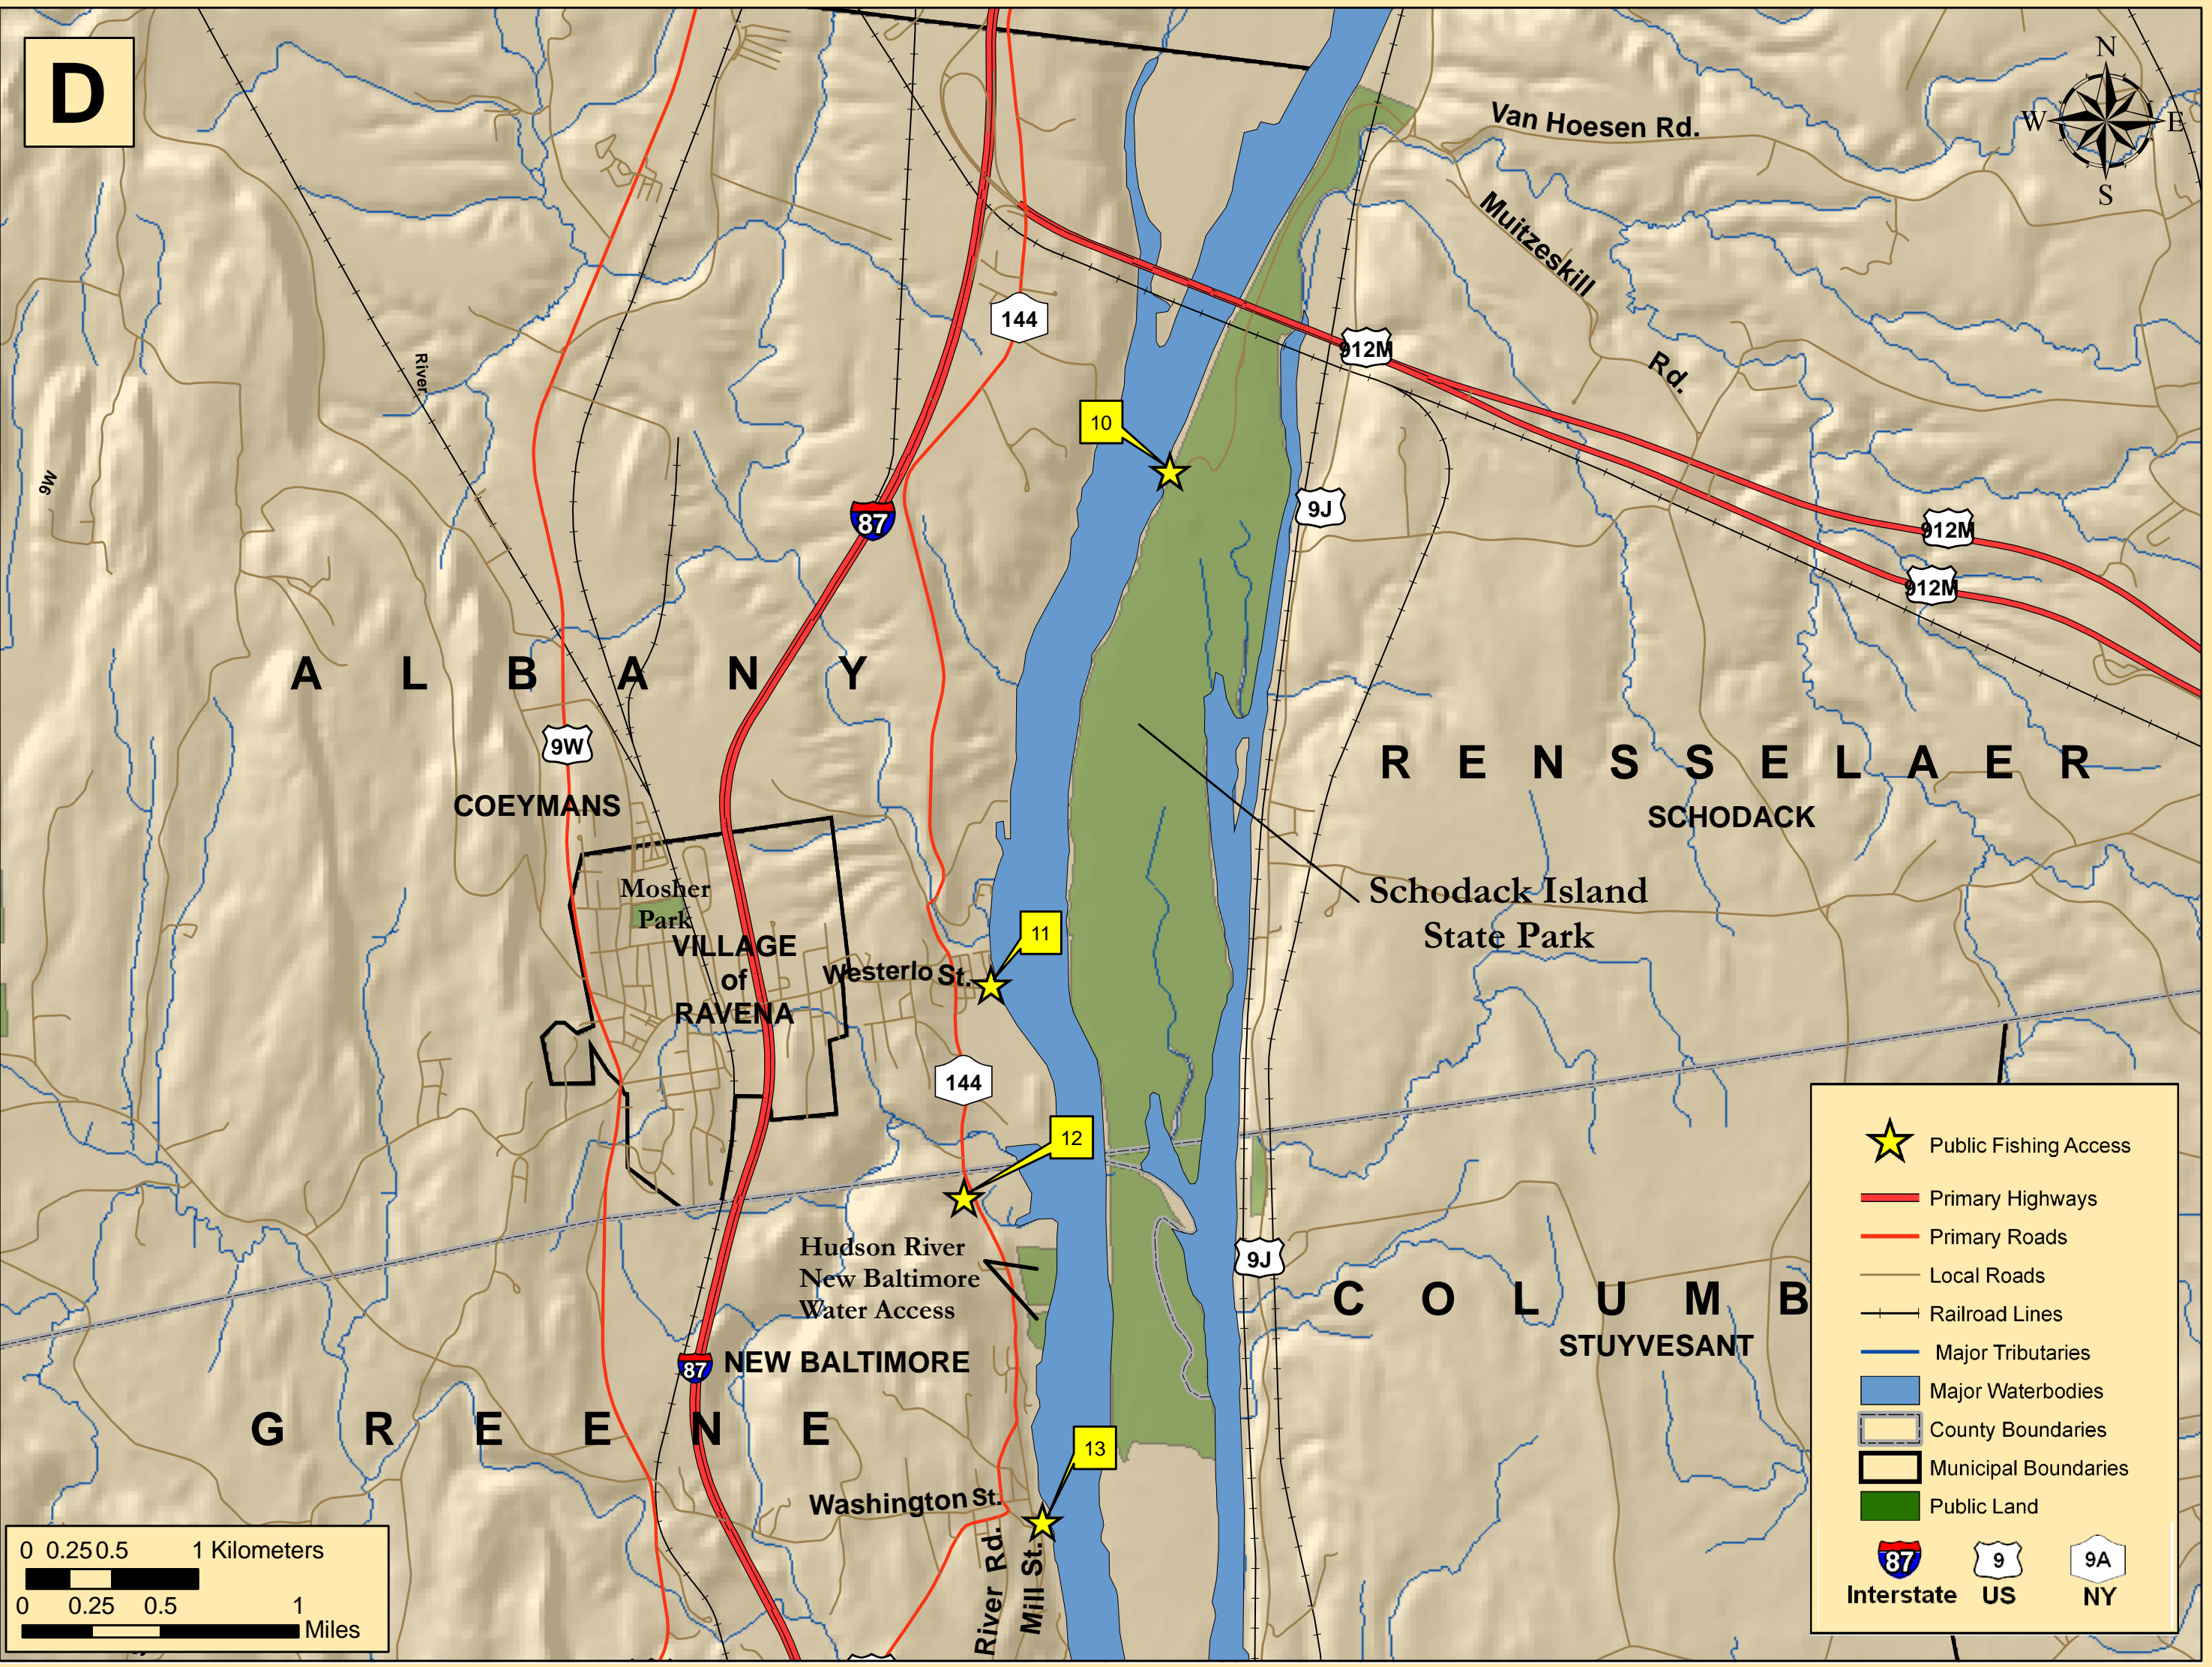 D
N
W E
S
Van Hoesen Rd.
Muitzeskill
Rd.
144
912M
River
10
9W
87
9J
912M
912M
A L B A N Y
9W
R E N S S E L A E R
COEYMANS
SCHODACK
Mosher
Park
Schodack Island
State Park
VILLAGE
of
RAVENA
11
Westerlo St.
144
12
Hudson River
New Baltimore
Water Access
9J
C O L U M B
STUYVESANT
87
NEW BALTIMORE
G R E E N E
13
Washington St.
River Rd.
Mill St.
0 0.25 0.5 1 Kilometers
0 0.25 0.5 1
Miles
Public Fishing Access
Primary Highways
Primary Roads
Local Roads
Railroad Lines
Major Tributaries
Major Waterbodies
County Boundaries
Municipal Boundaries
Public Land
87 9 9A
Interstate US NY